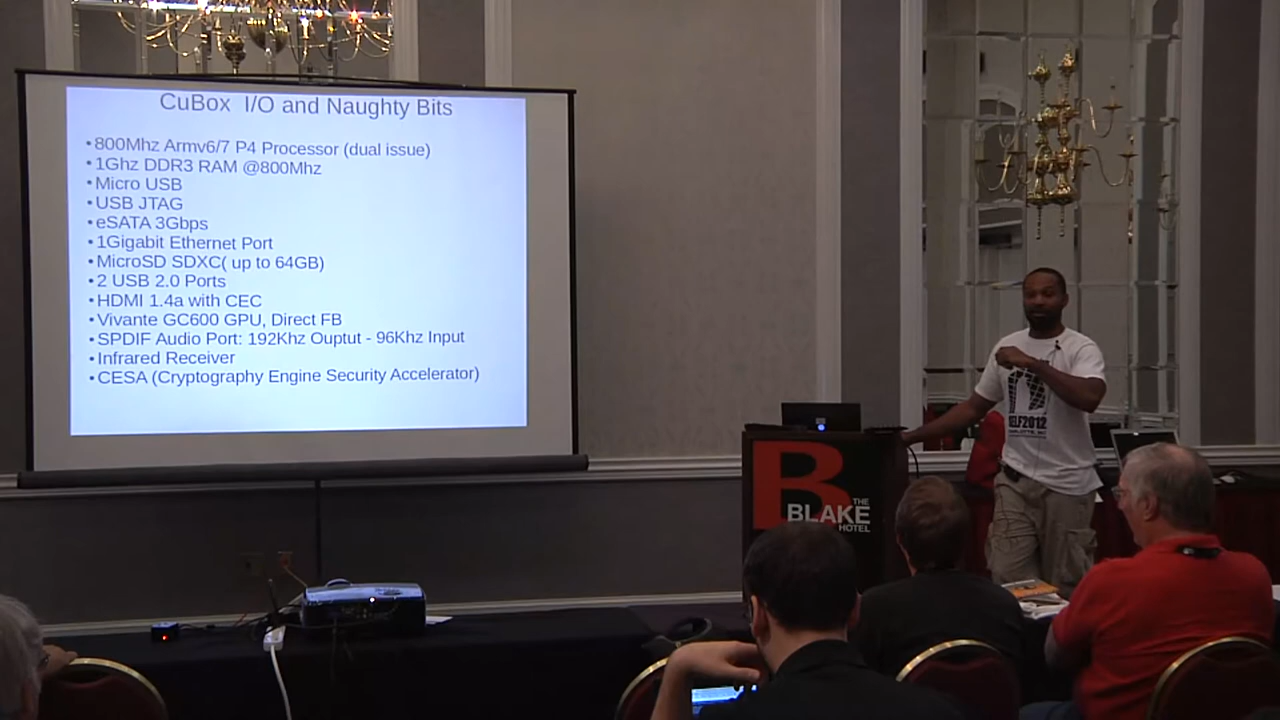 CuBox I/O and Naughty Bits
•800Mhz Armv6/7 P4 Processor (dual issue)
•1Ghz DDR3 RAM @800Mhz
•Micro USB
•USB JTAG
•eSATA 3Gbps
•1Gigabit Ethernet Port
•MicroSD SDXC( up to 64GB)
•2 USB 2.0 Ports
•HDMI 1.4a with CEC
•Vivante GC600 GPU, Direct FB
•SPDIF Audio Port: 192Khz Ouptut - 96Khz Input
•Infrared Receiver
•CESA (Cryptography Engine Security Accelerator)
SELF2012
CHARLOTTE, NC
B
THE
BLAKE
HOTEL